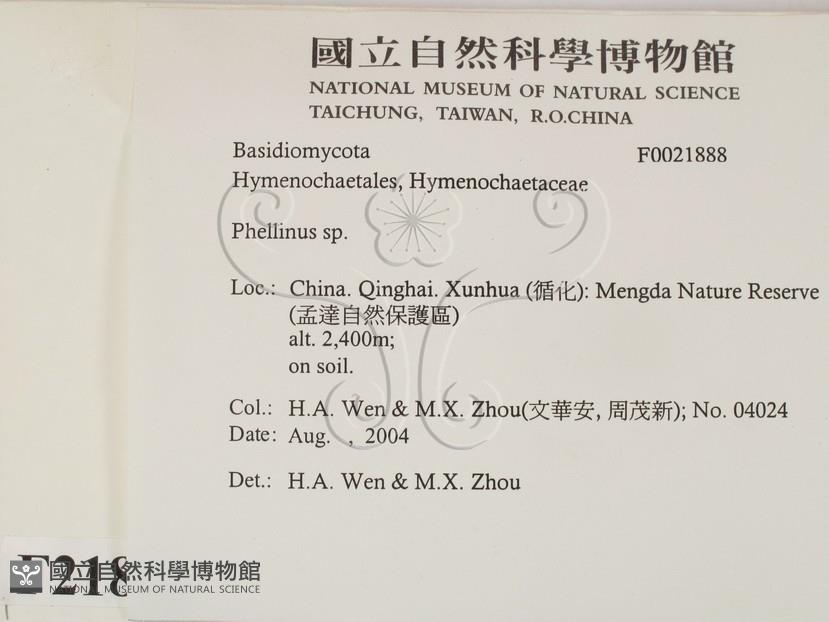 國立自然科學博物館
NATIONAL MUSEUM OF NATURAL SCIENCE
TAICHUNG, TAIWAN, R.O.CHINA
Basidiomycota F0021888
Hymenochaetales, Hymenochaetaceae
Phellinus sp.
Loc.: China. Qinghai. Xunhua (循化): Mengda Nature Reserve
(孟達自然保護區)
alt. 2,400m;
on soil.
Col.: H.A. Wen & M.X. Zhou(文華安, 周茂新); No. 04024
Date: Aug. , 2004
Det.: H.A. Wen & M.X. Zhou
F218
國立自然科學博物館
NATIONAL MUSEUM OF NATURAL SCIENCE